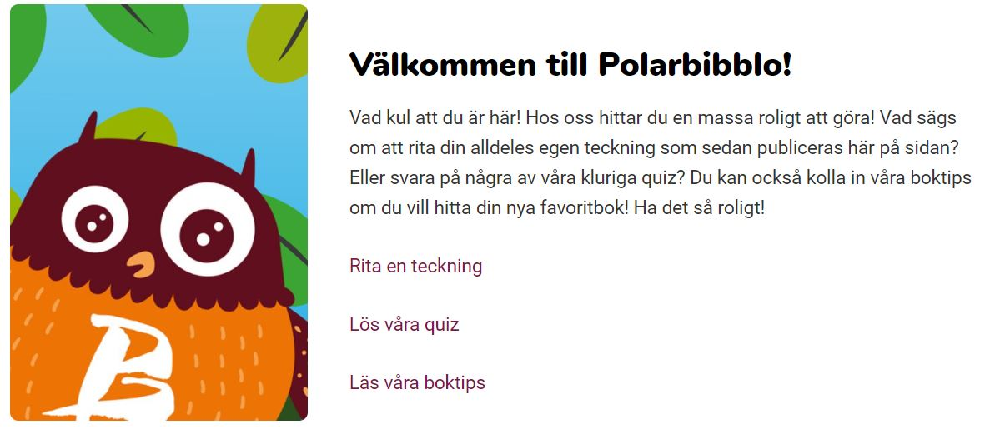 Välkommen till Polarbibblo!
Vad kul att du är här! Hos oss hittar du en massa roligt att göra! Vad sägs
om att rita din alldeles egen teckning som sedan publiceras här på sidan?
Eller svara på några av våra kluriga quiz? Du kan också kolla in våra boktips
om du vill hitta din nya favoritbok! Ha det så roligt!
Rita en teckning
Lös våra quiz
Läs våra boktips
B